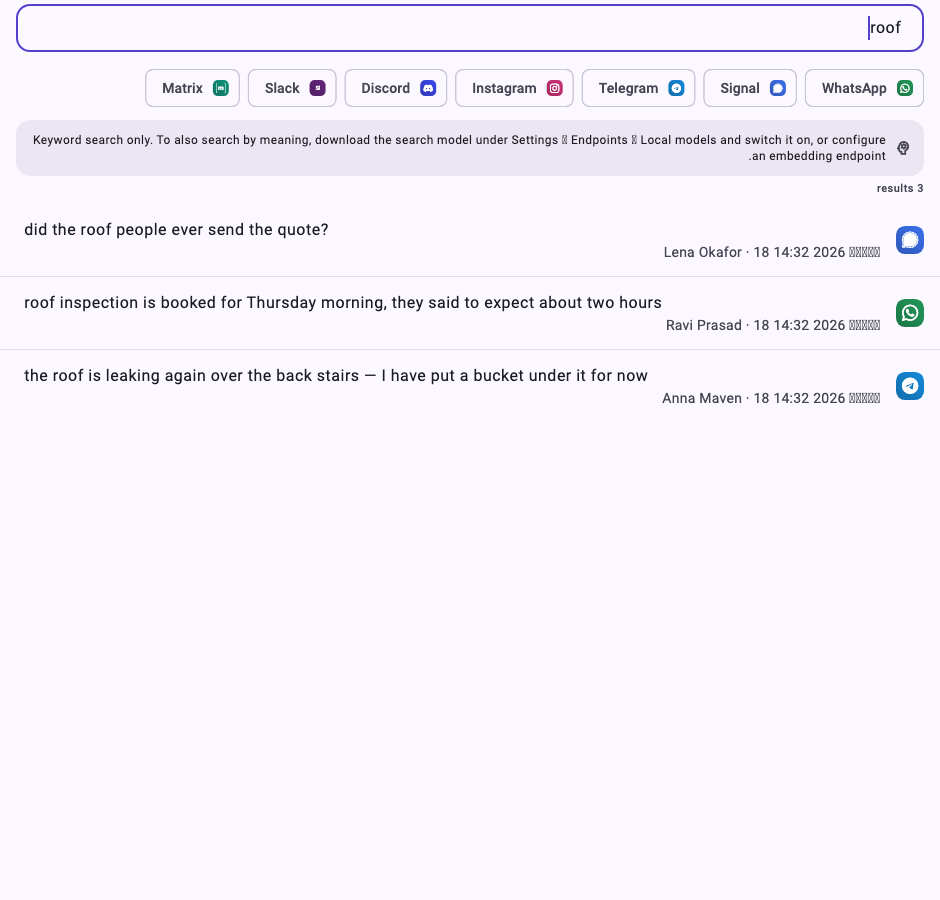 roof
WhatsApp
Signal
Telegram
Instagram
Discord
Slack
Matrix
Keyword search only. To also search by meaning, download the search model under Settings Endpoints Local models and switch it on, or configure
an embedding endpoint.
3 results
did the roof people ever send the quote?
Lena Okafor · 18 14:32 2026
roof inspection is booked for Thursday morning, they said to expect about two hours
Ravi Prasad · 18 14:32 2026
the roof is leaking again over the back stairs — I have put a bucket under it for now
Anna Maven · 18 14:32 2026